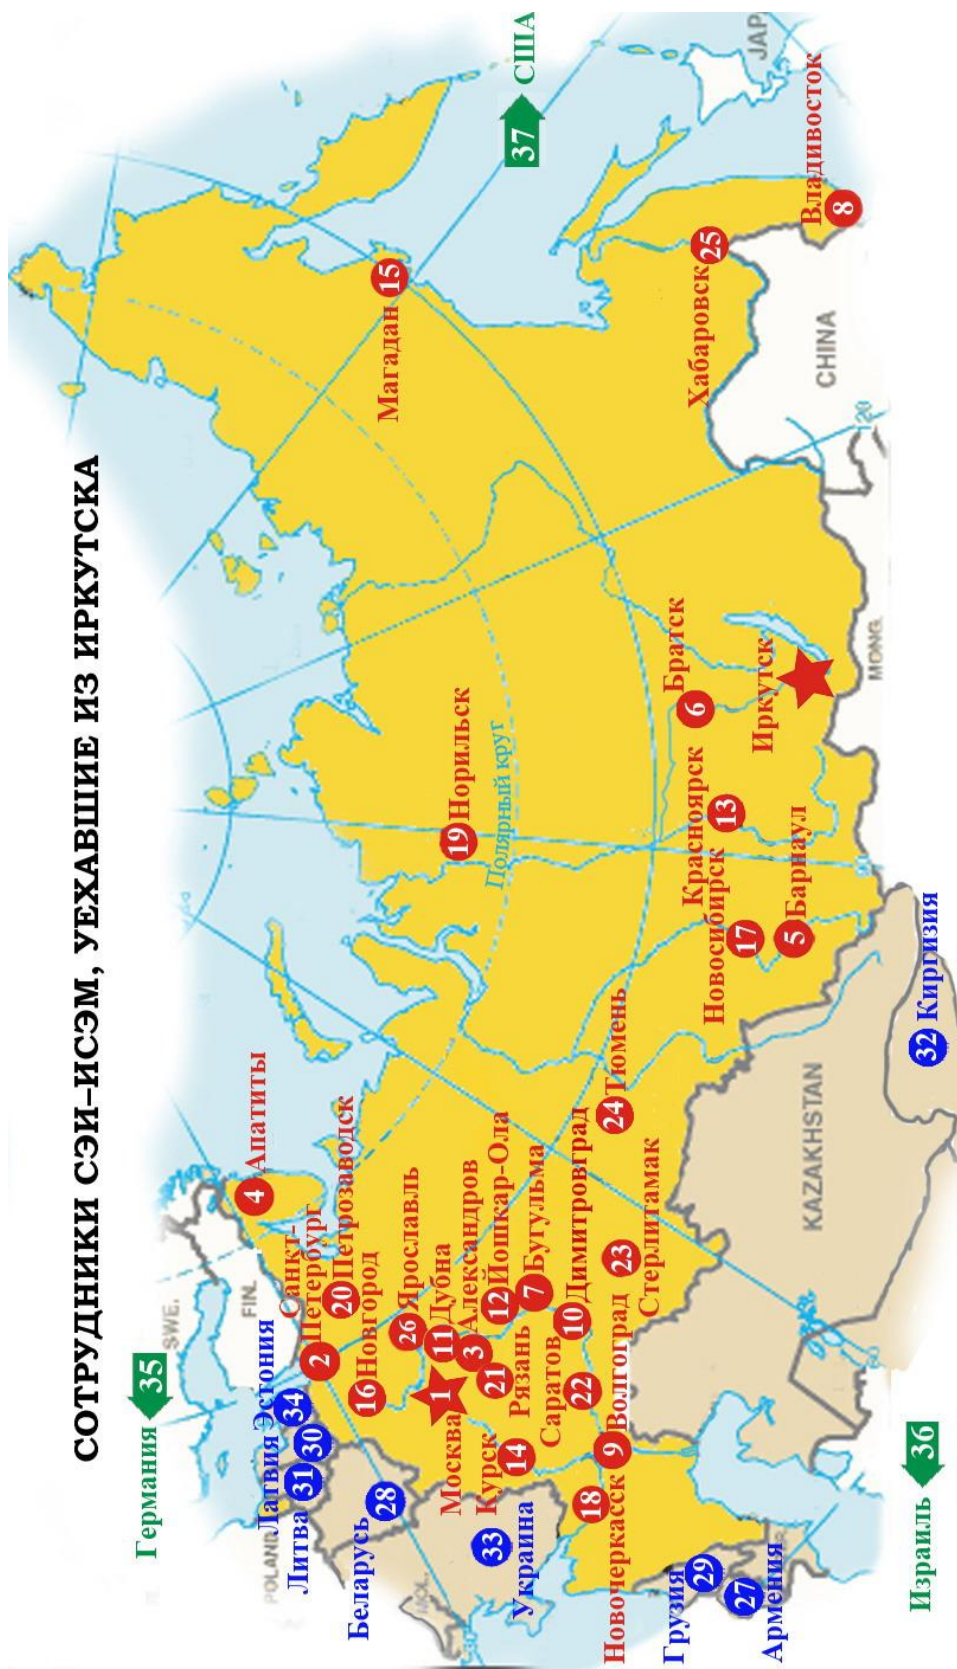 СОТРУДНИКИ СЭИ–ИСЭМ, УЕХАВШИЕ ИЗ ИРКУТСКА
Германия 35
SWE.
FIN.
POLAND
Латвия Эстония
Литва 31 30 34
Беларусь 28
33
Украина
Санкт-
Петербург
2
4 Апатиты
20 Петрозаводск
16 Новгород
26 Ярославль
11 Дубна
3 Александров
12 Йошкар-Ола
7 Бугульма
10 Димитровград
1
Москва
21
Рязань
Курск
14
Саратов
22
9 Волгоград
18
Новочеркасск
23
Стерлитамак
24 Тюмень
19 Норильск
Полярный круг
Магадан 15
37 США
Новосибирск
17
Красноярск
13
5 Барнаул
6 Братск
Иркутск
Хабаровск 25
Владивосток
8
JAP
CHINA
MONG.
KAZAKHSTAN
32 Киргизия
Грузия 29
27
Армения
Израиль 36
120
90
60
30